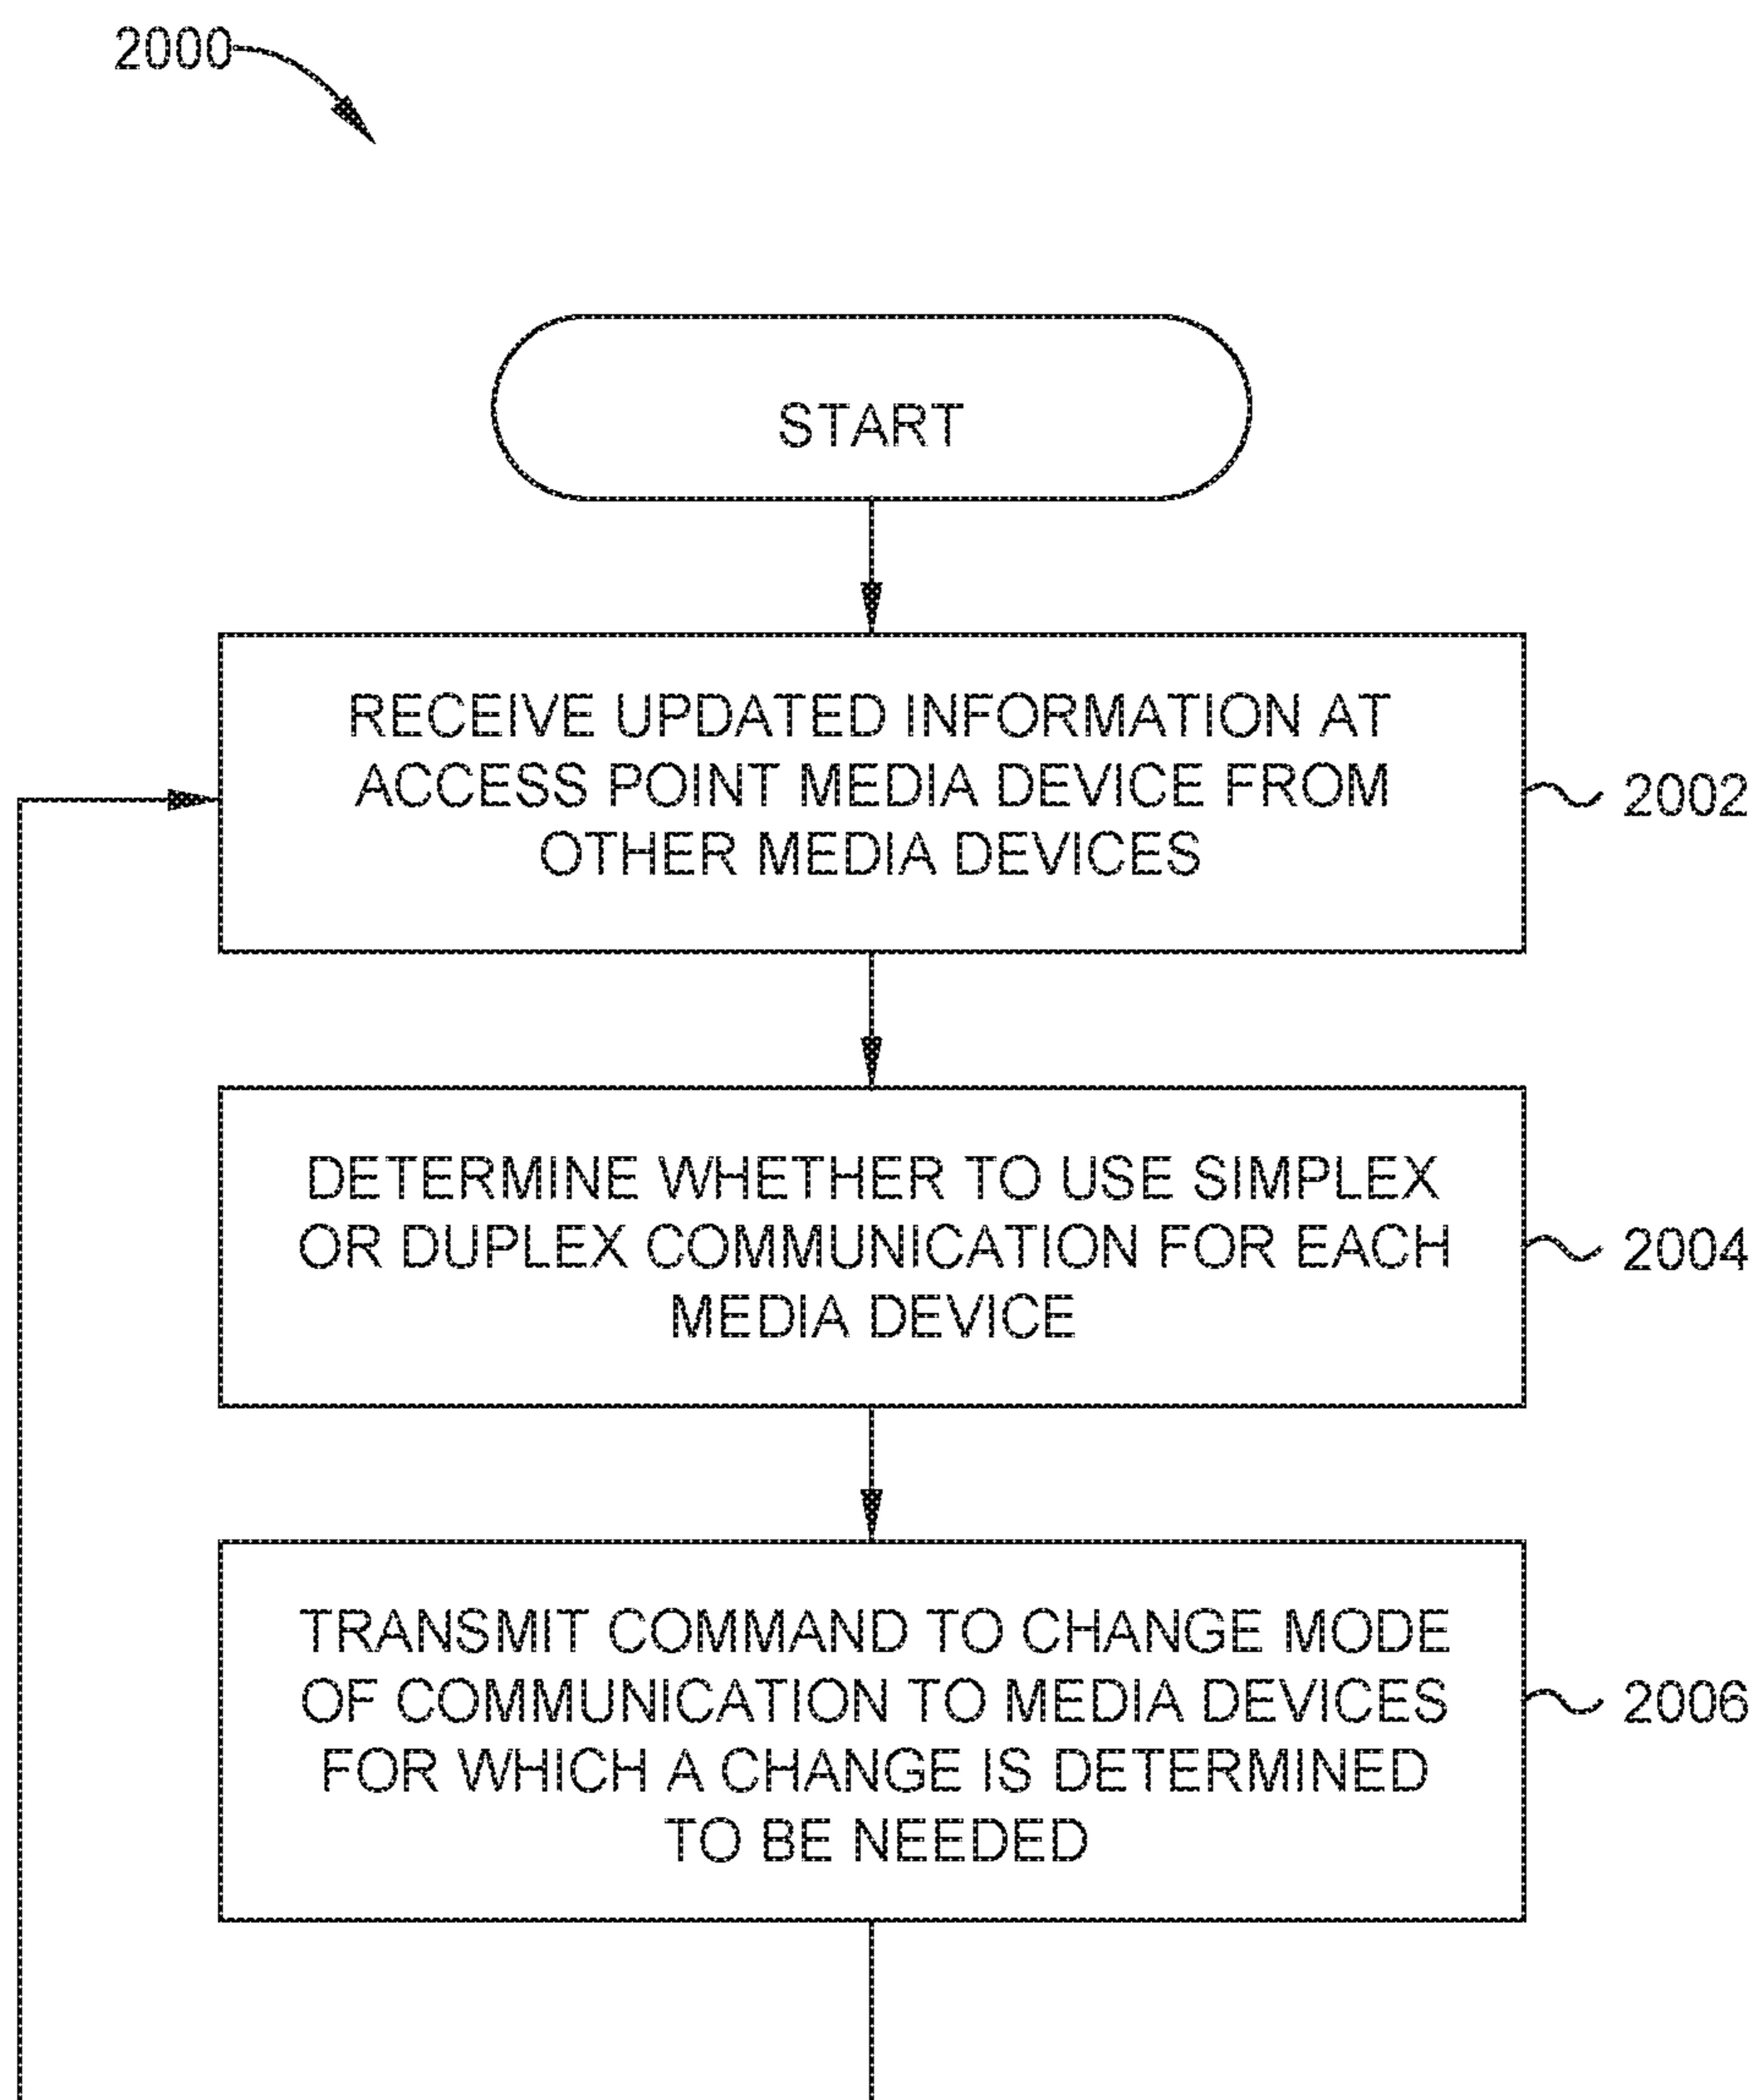 2000
START
RECEIVE UPDATED INFORMATION AT
ACCESS POINT MEDIA DEVICE FROM
OTHER MEDIA DEVICES
2002
DETERMINE WHETHER TO USE SIMPLEX
OR DUPLEX COMMUNICATION FOR EACH
MEDIA DEVICE
2004
TRANSMIT COMMAND TO CHANGE MODE
OF COMMUNICATION TO MEDIA DEVICES
FOR WHICH A CHANGE IS DETERMINED
TO BE NEEDED
2006